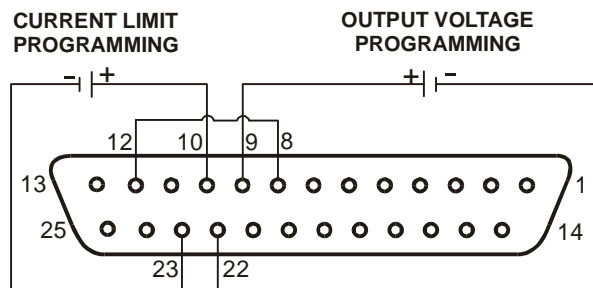 CURRENT LIMIT
PROGRAMMING
OUTPUT VOLTAGE
PROGRAMMING
- +
+ -
12 10 9 8
13 1
25 14
23 22